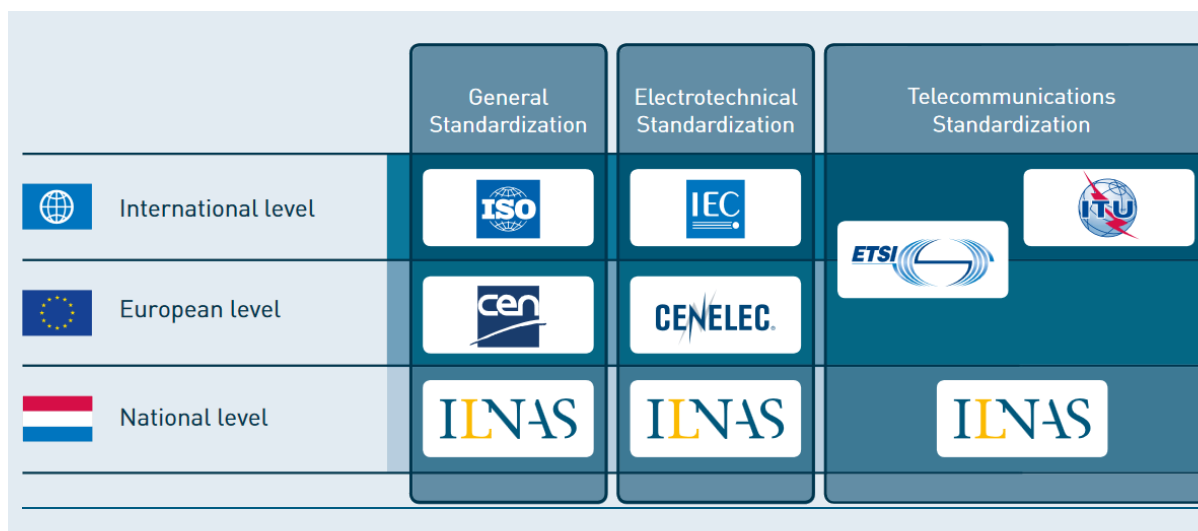 General
Standardization
Electrotechnical
Standardization
Telecommunications
Standardization
International level
ISO
IEC
ITU
ETSI
European level
cen
CENELEC®
National level
ILNAS
ILNAS
ILNAS